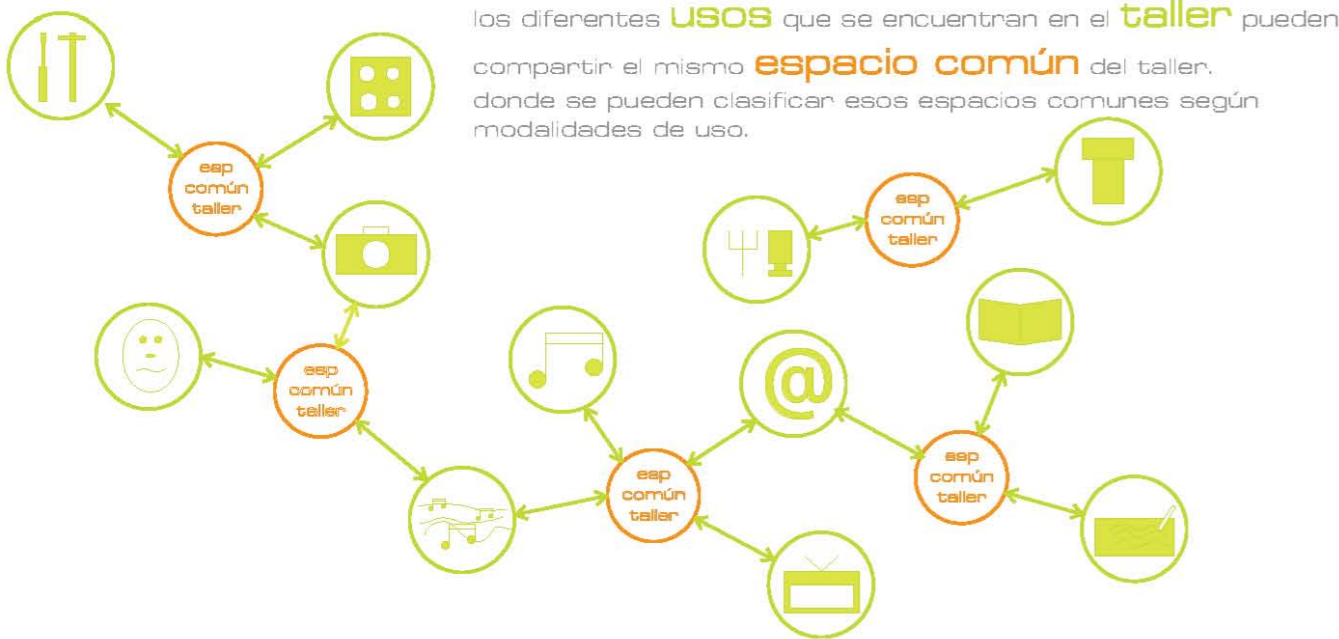 los diferentes usos que se encuentran en el taller pueden
compartir el mismo espacio común del taller.
donde se pueden clasificar esos espacios comunes según
modalidades de uso.
esp
común
taller
esp
común
taller
esp
común
taller
@
esp
común
taller
esp
común
taller